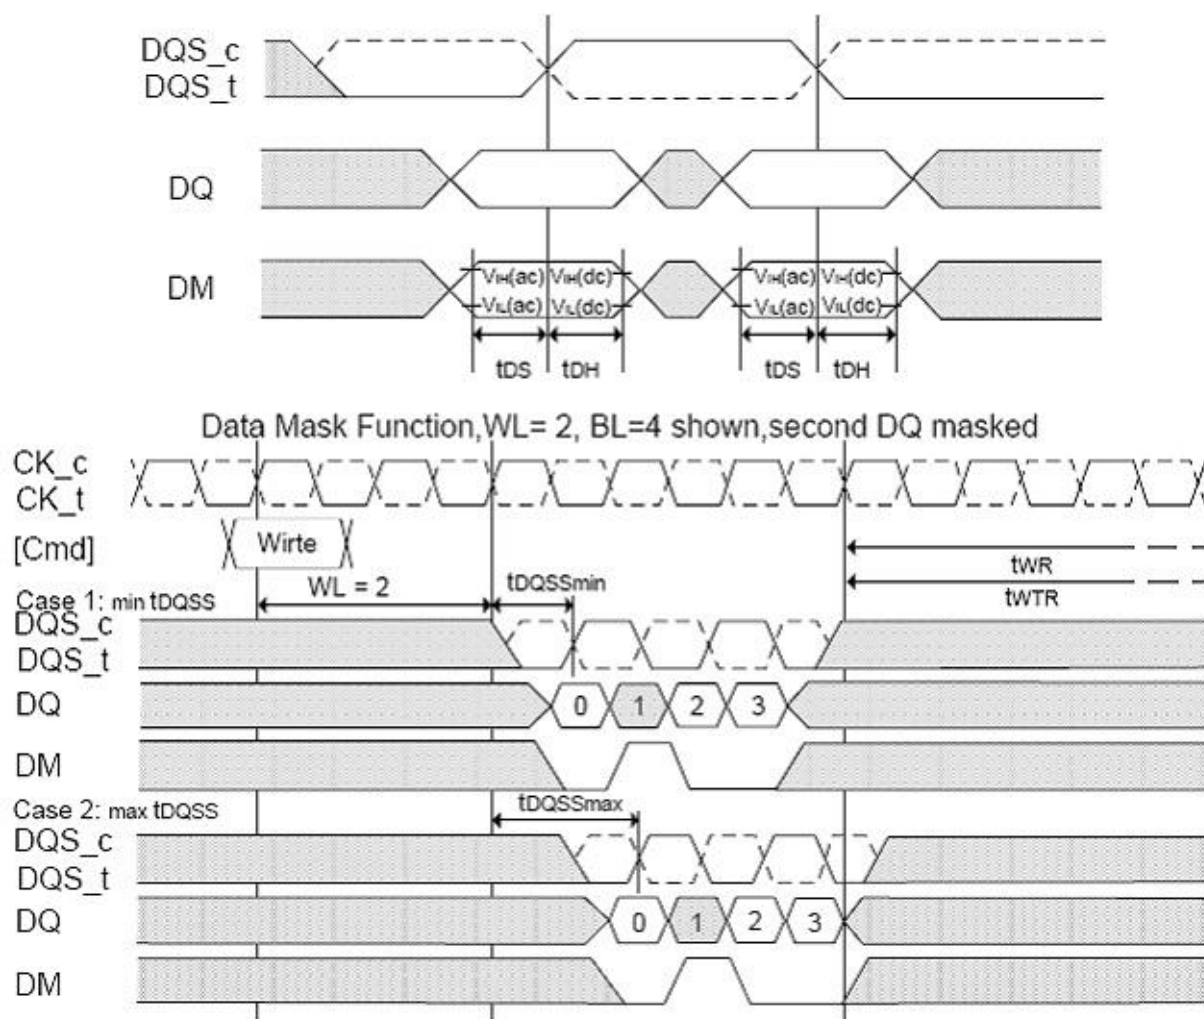 DQS_c
DQS_t
DQ
DM
VIH(ac) VIH(dc) VIH(ac) VIH(dc)
VIL(ac) VIL(dc) VIL(ac) VIL(dc)
tDS tDH tDS tDH
Data Mask Function,WL= 2, BL=4 shown,second DQ masked
CK_c
CK_t
[Cmd] Wirte
tWR
WL = 2 tDQSSmin
tWTR
Case 1: min tDQSS
DQS_c
DQS_t
DQ 0 1 2 3
DM
Case 2: max tDQSS tDQSSmax
DQS_c
DQS_t
DQ 0 1 2 3
DM